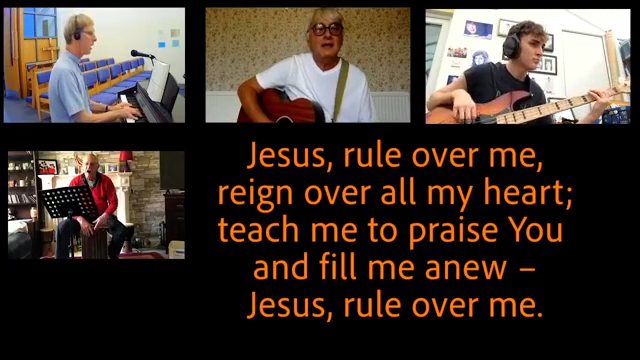 Jesus, rule over me,
reign over all my heart;
teach me to praise You
and fill me anew –
Jesus, rule over me.